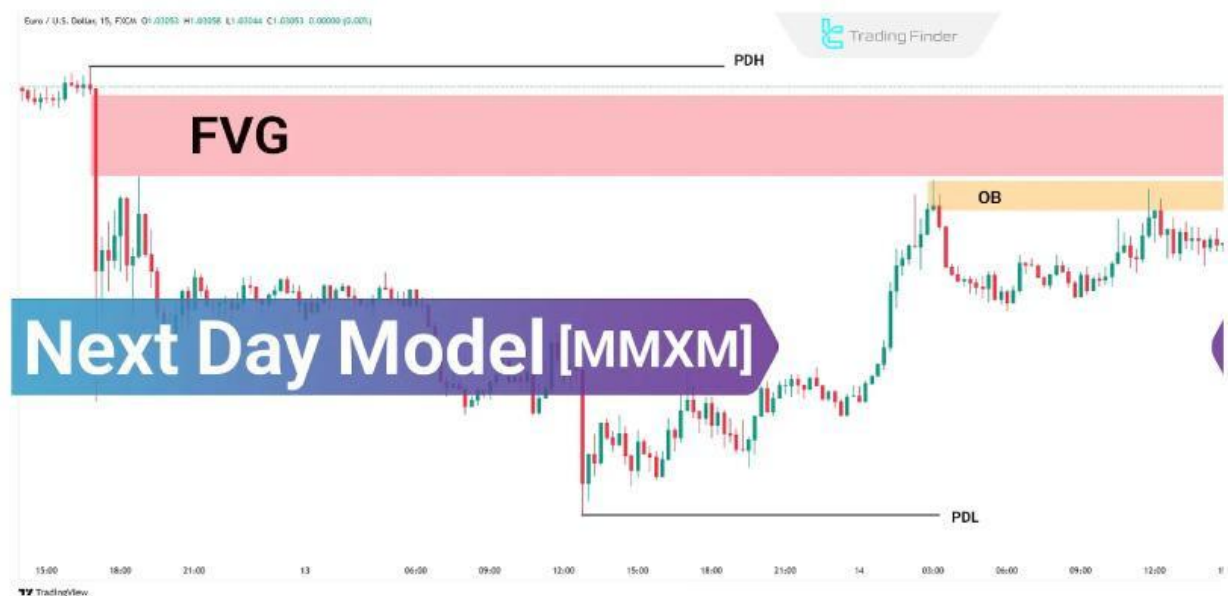 Euro / U.S. Dollar, 15, FXCM O1.03053 H1.03058 L1.03044 C1.03053 0.00000 (0.00%)
Trading Finder
PDH
FVG
OB
Next Day Model [MMXM]
PDL
15:00 18:00 21:00 13 06:00 09:00 12:00 15:00 18:00 21:00 14 03:00 06:00 09:00 12:00
TradingView